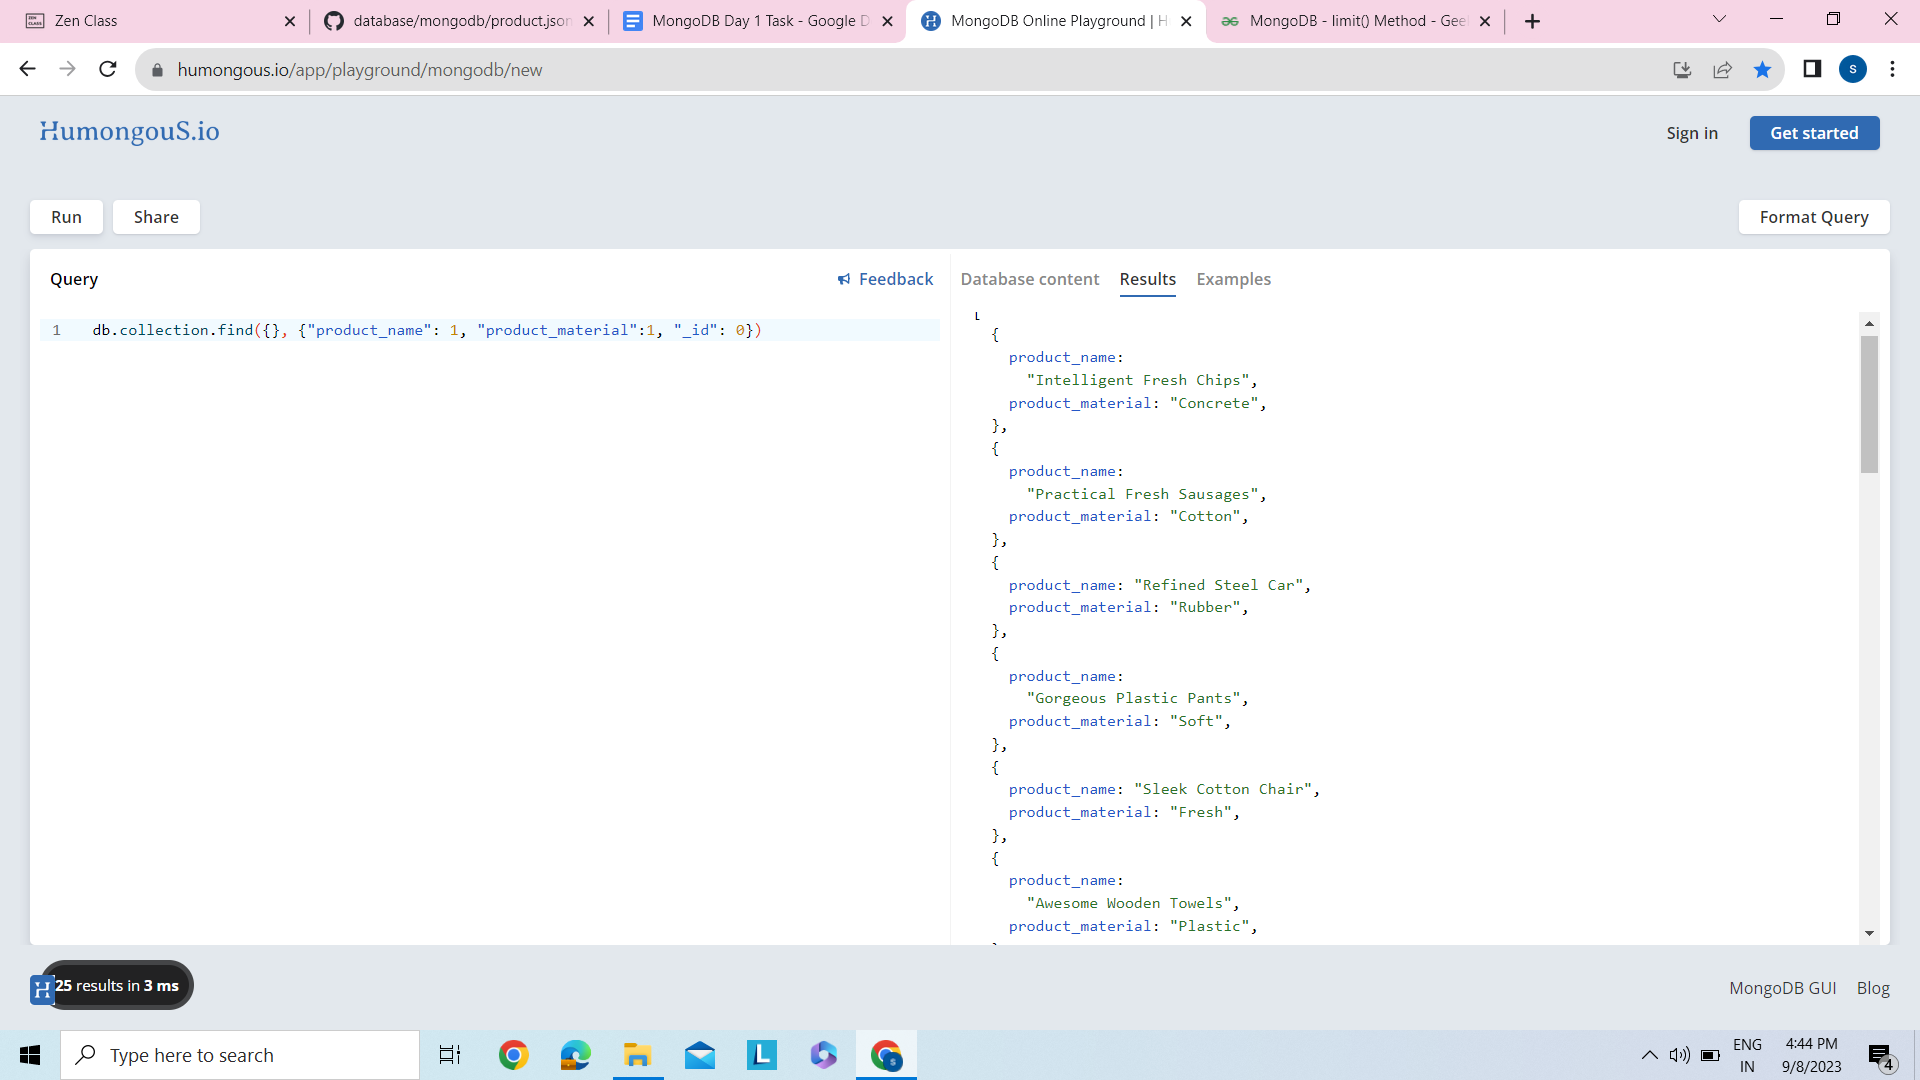 Zen Class
database/mongodb/product.json
MongoDB Day 1 Task - Google D
MongoDB Online Playground | H
MongoDB - limit() Method - Gee
humongous.io/app/playground/mongodb/new
S
HumongouS.io
Sign in
Get started
Run
Share
Format Query
Query
Feedback
Database content
Results
Examples
1 db.collection.find({}, {"product_name": 1, "product_material":1, "_id": 0})
[
{
product_name:
"Intelligent Fresh Chips",
product_material: "Concrete",
},
{
product_name:
"Practical Fresh Sausages",
product_material: "Cotton",
},
{
product_name: "Refined Steel Car",
product_material: "Rubber",
},
{
product_name:
"Gorgeous Plastic Pants",
product_material: "Soft",
},
{
product_name: "Sleek Cotton Chair",
product_material: "Fresh",
},
{
product_name:
"Awesome Wooden Towels",
product_material: "Plastic",
H
25 results in 3 ms
MongoDB GUI
Blog
Type here to search
L
S
ENG
IN
4:44 PM
9/8/2023
4